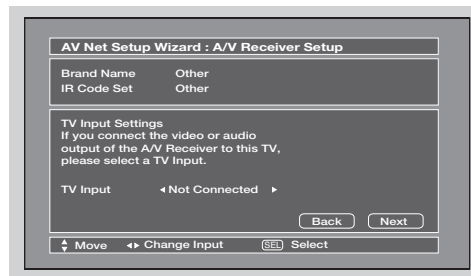 AV Net Setup Wizard : A/V Receiver Setup
Brand Name Other
IR Code Set Other
TV Input Settings
If you connect the video or audio
output of the A/V Receiver to this TV,
please select a TV Input.
TV Input Not Connected
Back Next
Move Change Input SEL Select